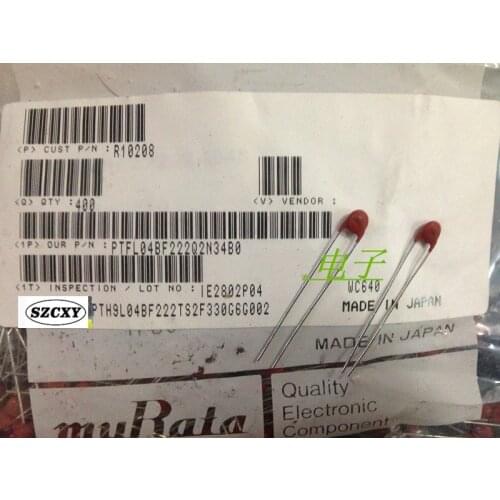 (P) CUST P/N : R10208
(Q) QTY : 400
(V) VENDOR :
(1P) OUR P/N : PTFL04BF222Q2N34B0
(1T) INSPECTION / LOT NO : IE2802P04
WC640
PTH9L04BF222TS2F330G6G002
MADE IN JAPAN
SZCXY
电子
MADE IN JAPAN
muRata
Quality
Electronic
Component